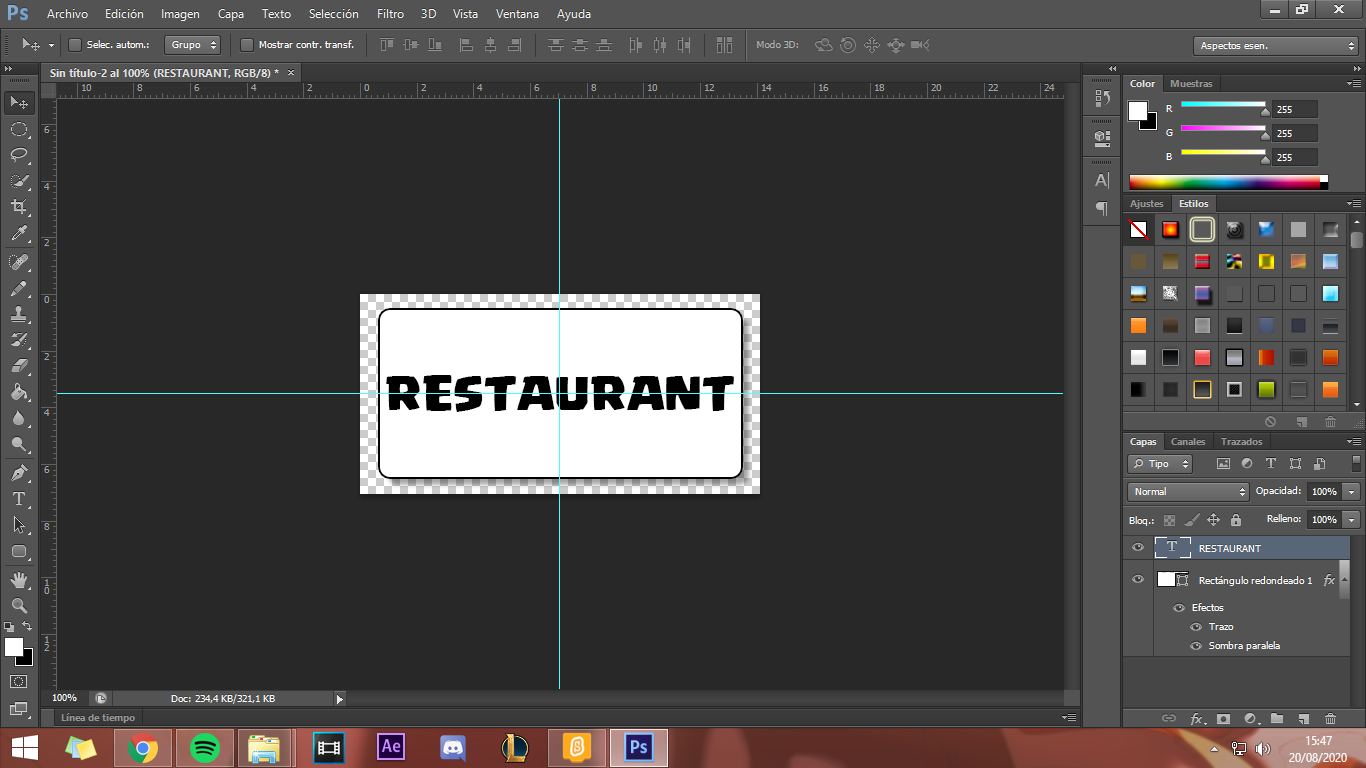 Ps Archivo Edición Imagen Capa Texto Selección Filtro 3D Vista Ventana Ayuda
Selec. autom.: Grupo Mostrar contr. transf. Modo 3D: Aspectos esen.
Sin título-2 al 100% (RESTAURANT, RGB/8) * ×
10 8 6 4 2 0 2 4 6 8 10 12 14 16 18 20 22 24
6
4
2
0
2
4
6
8
10
12
RESTAURANT
Color Muestras
R 255
G 255
B 255
Ajustes Estilos
Capas Canales Trazados
Tipo
Normal Opacidad: 100%
Bloq.: Relleno: 100%
T RESTAURANT
Rectángulo redondeado 1 fx
Efectos
Trazo
Sombra paralela
fx
100% Doc: 234,4 KB/321,1 KB
Línea de tiempo
Ae Ps
15:47
20/08/2020